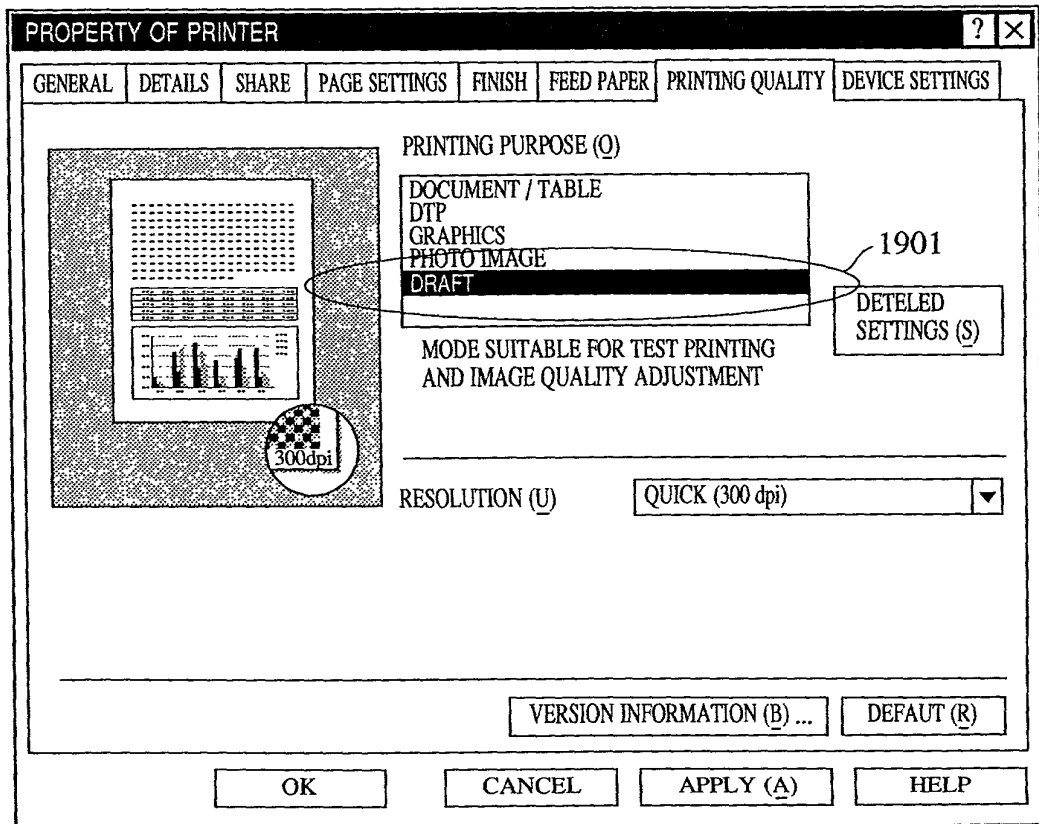 PROPERTY OF PRINTER ? X
GENERAL DETAILS SHARE PAGE SETTINGS FINISH FEED PAPER PRINTING QUALITY DEVICE SETTINGS
PRINTING PURPOSE (O)
DOCUMENT / TABLE
DTP
GRAPHICS
PHOTO IMAGE
DRAFT
1901
DETELED
SETTINGS (S)
MODE SUITABLE FOR TEST PRINTING
AND IMAGE QUALITY ADJUSTMENT
300dpi
RESOLUTION (U) QUICK (300 dpi)
VERSION INFORMATION (B) ... DEFAUT (R)
OK CANCEL APPLY (A) HELP